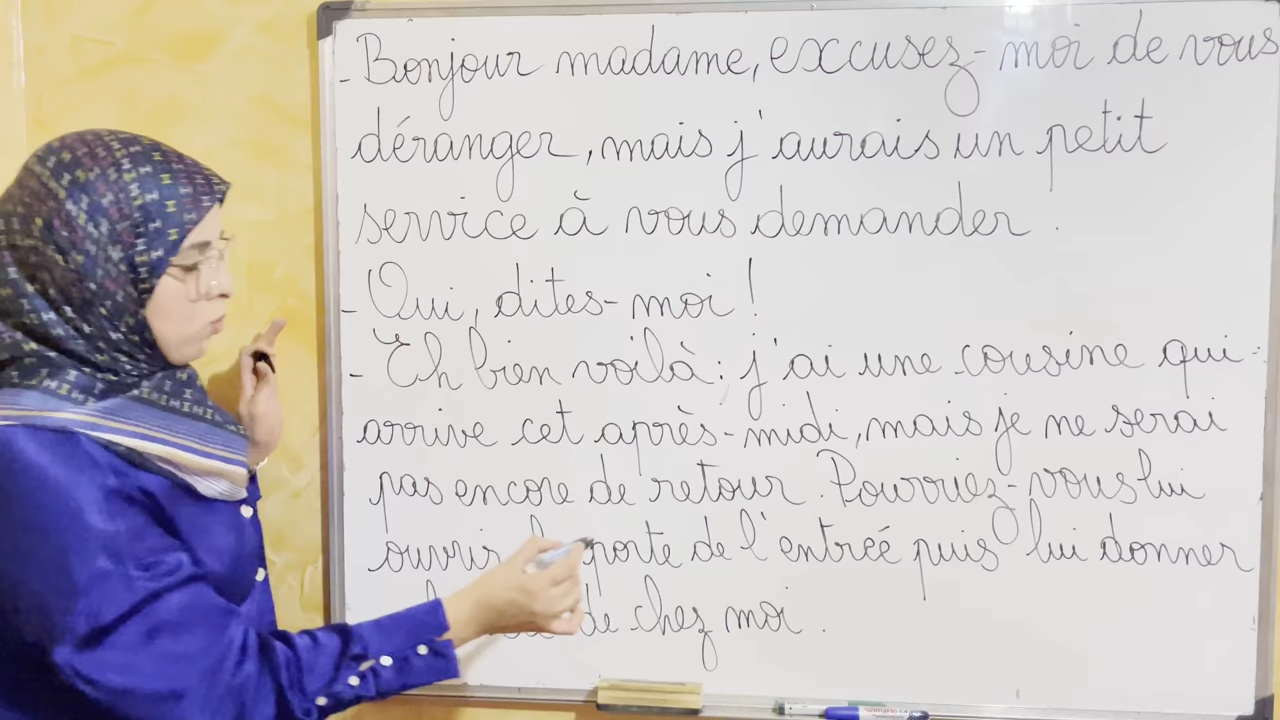 - Bonjour madame, excusez-moi de vous
déranger, mais j'aurais un petit
service à vous demander.
- Oui, dites-moi !
- Eh bien voilà : j'ai une cousine qui
arrive cet après-midi, mais je ne serai
pas encore de retour. Pourriez-vous lui
ouvrir porte de l'entrée puis lui donner
de chez moi.